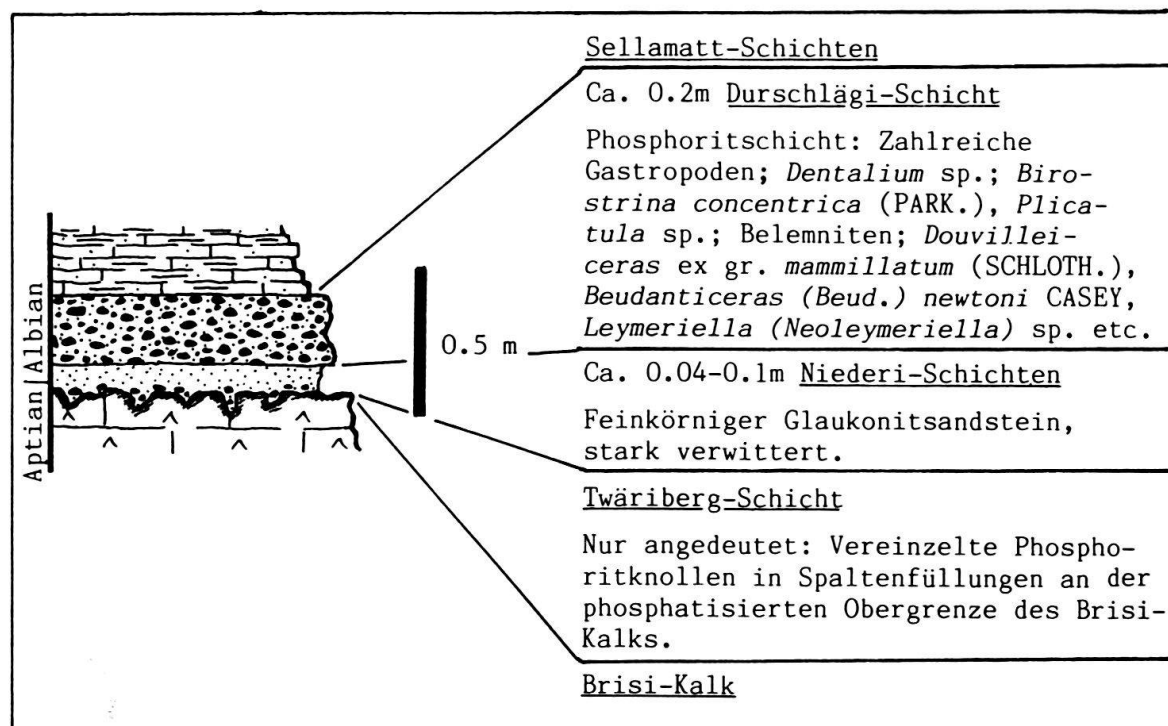 Sellamatt-Schichten
Ca. 0.2m Durschlägi-Schicht
Phosphoritschicht: Zahlreiche
Gastropoden; Dentalium sp.; Biro-
strina concentrica (PARK.), Plica-
tula sp.; Belemniten; Douvillei-
ceras ex gr. mammillatum (SCHLOTH.),
Beudanticeras (Beud.) newtoni CASEY,
Leymeriella (Neoleymeriella) sp. etc.
Ca. 0.04-0.1m Niederi-Schichten
Feinkörniger Glaukonitsandstein,
stark verwittert.
Twäriberg-Schicht
Nur angedeutet: Vereinzelte Phospho-
ritknollen in Spaltenfüllungen an der
phosphatisierten Obergrenze des Brisi-
Kalks.
Brisi-Kalk
0.5 m
Aptian|Albian